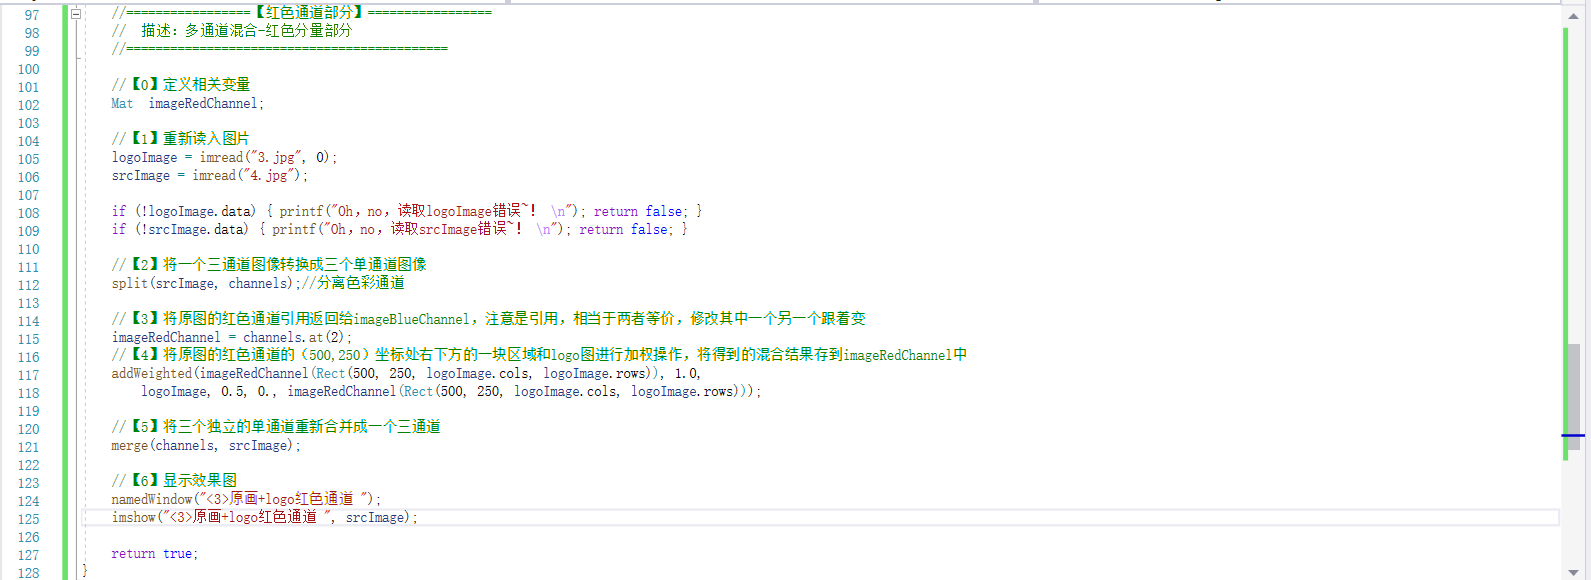 97 //=================【红色通道部分】=================
98 //  描述：多通道混合-红色分量部分
99 //============================================
100
101 //【0】定义相关变量
102 Mat  imageRedChannel;
103
104 //【1】重新读入图片
105 logoImage = imread("3.jpg", 0);
106 srcImage = imread("4.jpg");
107
108 if (!logoImage.data) { printf("Oh，no，读取logoImage错误~！ \n"); return false; }
109 if (!srcImage.data) { printf("Oh，no，读取srcImage错误~！ \n"); return false; }
110
111 //【2】将一个三通道图像转换成三个单通道图像
112 split(srcImage, channels);//分离色彩通道
113
114 //【3】将原图的红色通道引用返回给imageBlueChannel，注意是引用，相当于两者等价，修改其中一个另一个跟着变
115 imageRedChannel = channels.at(2);
116 //【4】将原图的红色通道的（500,250）坐标处右下方的一块区域和logo图进行加权操作，将得到的混合结果存到imageRedChannel中
117 addWeighted(imageRedChannel(Rect(500, 250, logoImage.cols, logoImage.rows)), 1.0,
118 logoImage, 0.5, 0., imageRedChannel(Rect(500, 250, logoImage.cols, logoImage.rows)));
119
120 //【5】将三个独立的单通道重新合并成一个三通道
121 merge(channels, srcImage);
122
123 //【6】显示效果图
124 namedWindow("<3>原画+logo红色通道 ");
125 imshow("<3>原画+logo红色通道 ", srcImage);
126
127 return true;
128 }